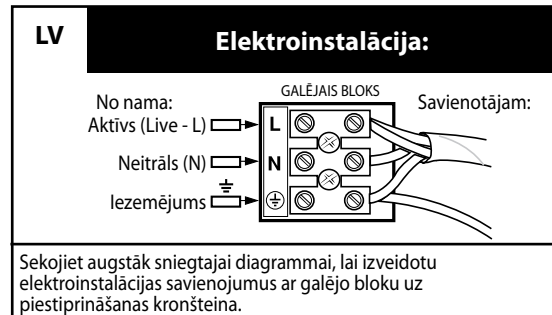 LV
Elektroinstalācija:
GALĒJAIS BLOKS
No nama:
Savienotājam:
Aktīvs (Live - L)
L
Neitrāls (N)
N
Iezemējums
Sekojiet augstāk sniegtajai diagrammai, lai izveidotu
elektroinstalācijas savienojumus ar galējo bloku uz
piestiprināšanas kronšteina.